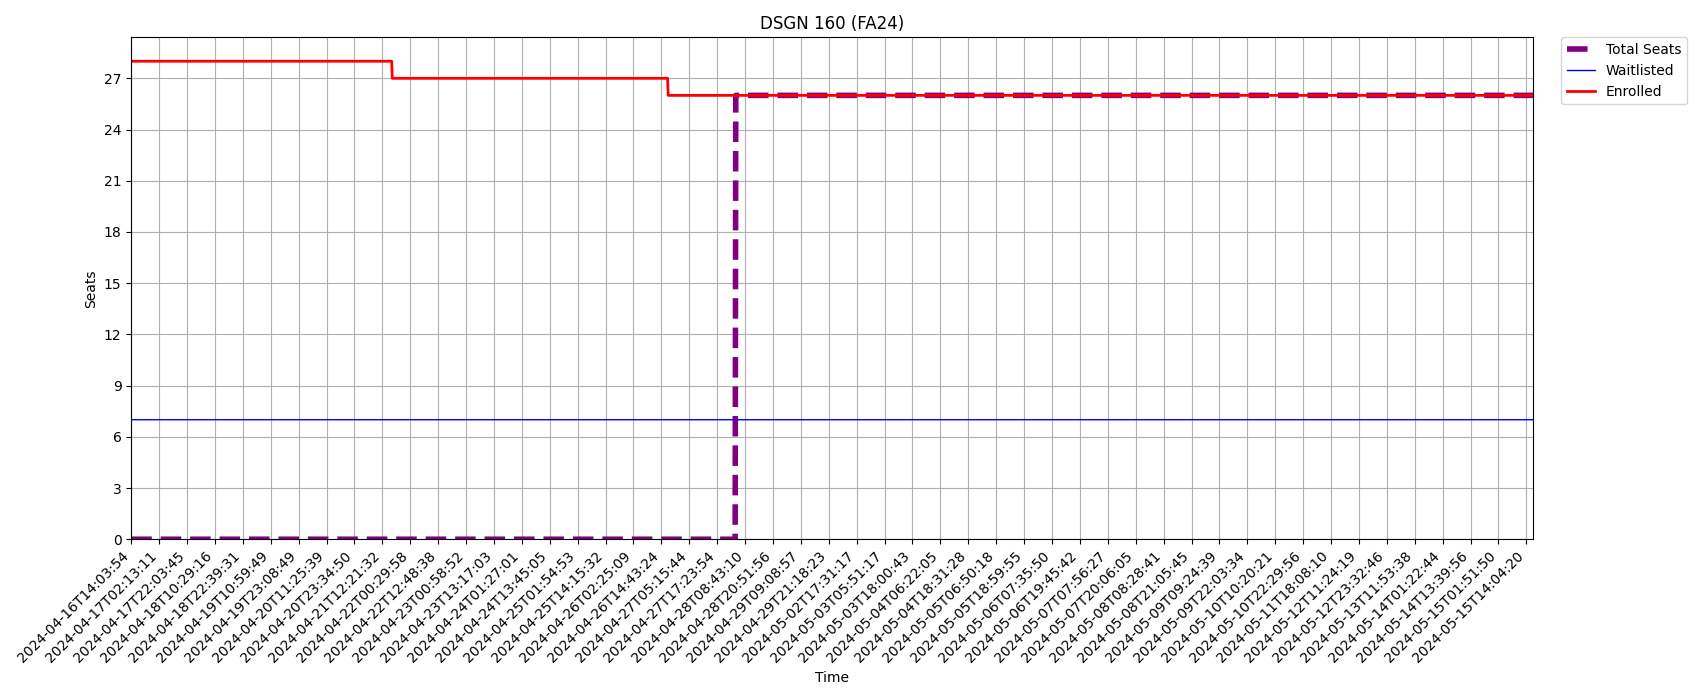 DSGN 160 (FA24)
Total Seats
Waitlisted
Enrolled
Seats
27
24
21
18
15
12
9
6
3
0
2024-04-16T14:03:54
2024-04-17T02:13:11
2024-04-17T22:03:45
2024-04-18T10:29:16
2024-04-18T22:39:31
2024-04-19T10:59:49
2024-04-19T23:08:49
2024-04-20T11:25:39
2024-04-20T23:34:50
2024-04-21T12:21:32
2024-04-22T00:29:58
2024-04-22T12:48:38
2024-04-23T00:58:52
2024-04-23T13:17:03
2024-04-24T01:27:01
2024-04-24T13:45:05
2024-04-25T01:54:53
2024-04-25T14:15:32
2024-04-26T02:25:09
2024-04-26T14:43:24
2024-04-27T05:15:44
2024-04-27T17:23:54
2024-04-28T08:43:10
2024-04-28T20:51:56
2024-04-29T09:08:57
2024-04-29T21:18:23
2024-05-02T17:31:17
2024-05-03T05:51:17
2024-05-03T18:00:43
2024-05-04T06:22:05
2024-05-04T18:31:28
2024-05-05T06:50:18
2024-05-05T18:59:55
2024-05-06T07:35:50
2024-05-06T19:45:42
2024-05-07T07:56:27
2024-05-07T20:06:05
2024-05-08T08:28:41
2024-05-08T21:05:45
2024-05-09T09:24:39
2024-05-09T22:03:34
2024-05-10T10:20:21
2024-05-10T22:29:56
2024-05-11T18:08:10
2024-05-12T11:24:19
2024-05-12T23:32:46
2024-05-13T11:53:38
2024-05-14T01:22:44
2024-05-14T13:39:56
2024-05-15T01:51:50
2024-05-15T14:04:20
Time